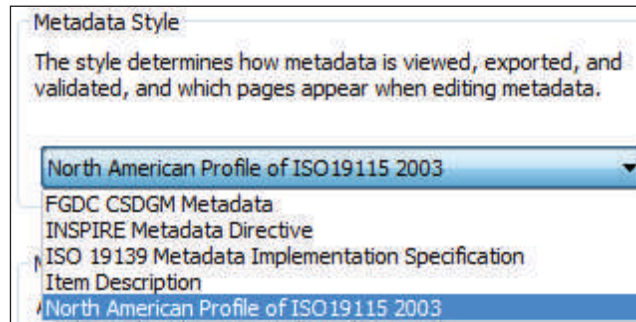 Metadata Style
The style determines how metadata is viewed, exported, and
validated, and which pages appear when editing metadata.
North American Profile of ISO19115 2003
FGDC CSDGM Metadata
INSPIRE Metadata Directive
ISO 19139 Metadata Implementation Specification
Item Description
North American Profile of ISO19115 2003